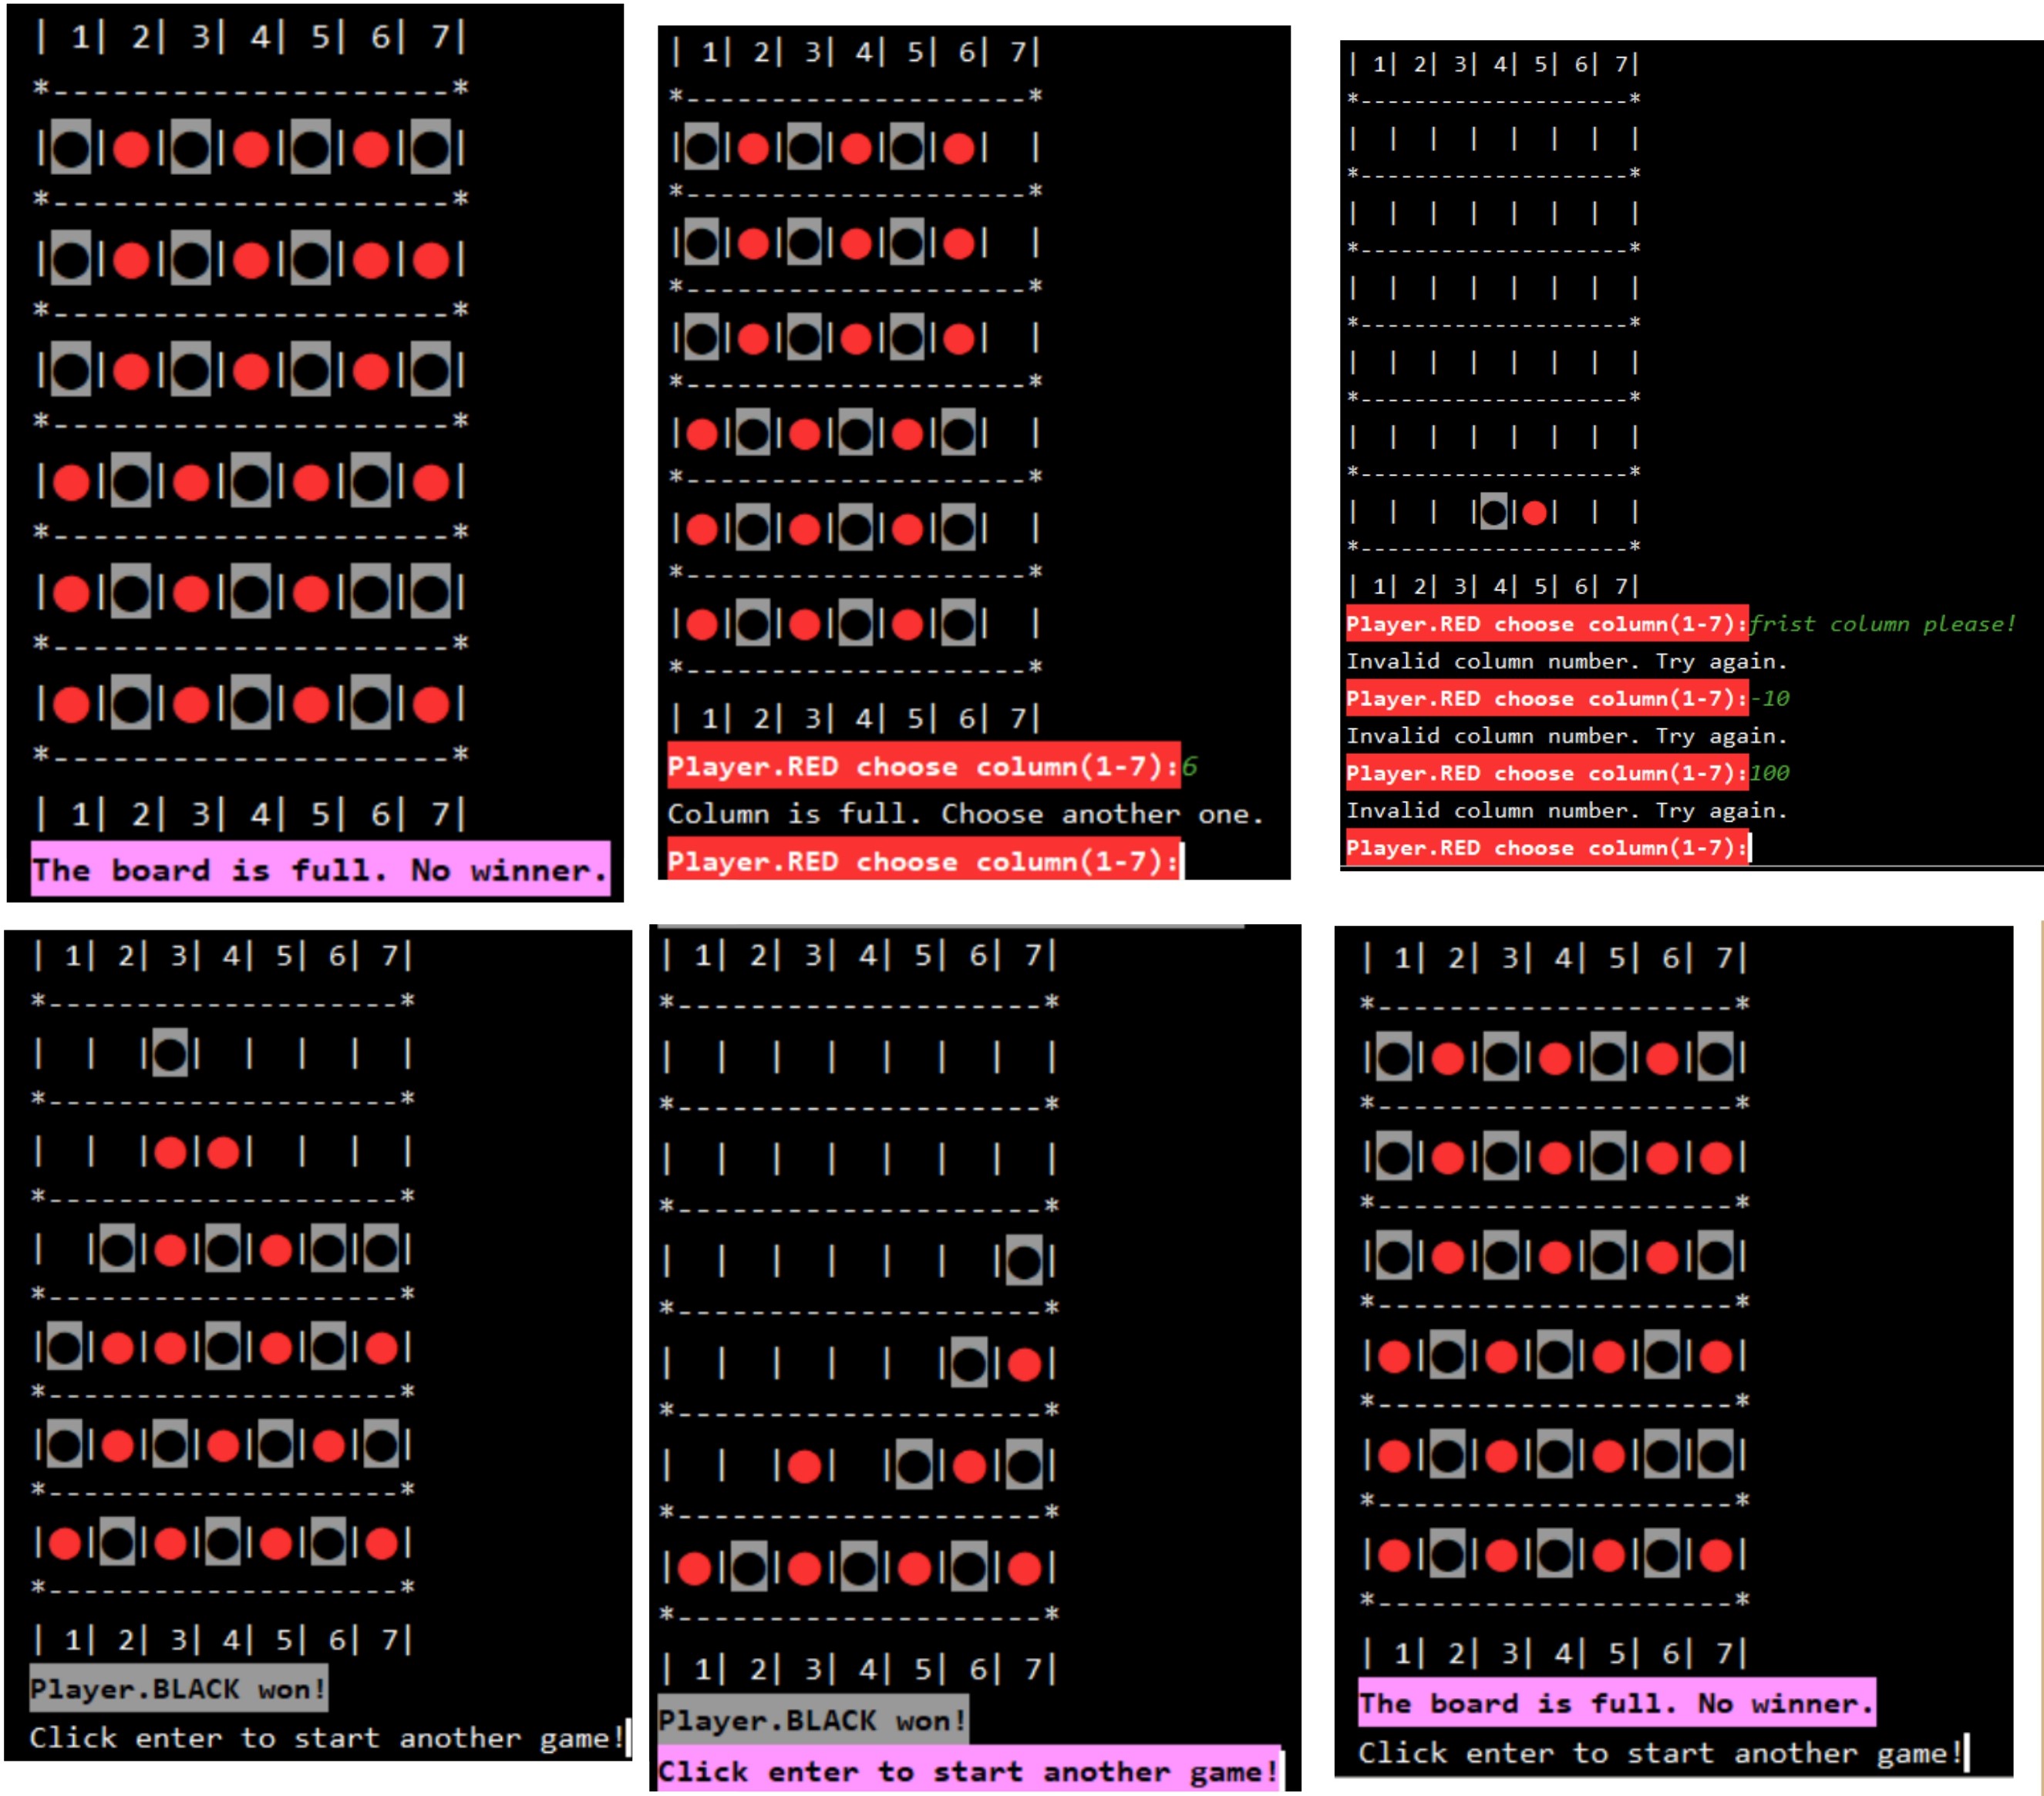 | 1| 2| 3| 4| 5| 6| 7|
| 1| 2| 3| 4| 5| 6| 7|
The board is full. No winner.
| 1| 2| 3| 4| 5| 6| 7|
| 1| 2| 3| 4| 5| 6| 7|
Player.RED choose column(1-7):6
Column is full. Choose another one.
Player.RED choose column(1-7):
| 1| 2| 3| 4| 5| 6| 7|
| 1| 2| 3| 4| 5| 6| 7|
Player.RED choose column(1-7):frist column please!
Invalid column number. Try again.
Player.RED choose column(1-7):-10
Invalid column number. Try again.
Player.RED choose column(1-7):100
Invalid column number. Try again.
Player.RED choose column(1-7):
| 1| 2| 3| 4| 5| 6| 7|
| 1| 2| 3| 4| 5| 6| 7|
Player.BLACK won!
Click enter to start another game!
| 1| 2| 3| 4| 5| 6| 7|
| 1| 2| 3| 4| 5| 6| 7|
Player.BLACK won!
Click enter to start another game!
| 1| 2| 3| 4| 5| 6| 7|
| 1| 2| 3| 4| 5| 6| 7|
The board is full. No winner.
Click enter to start another game!